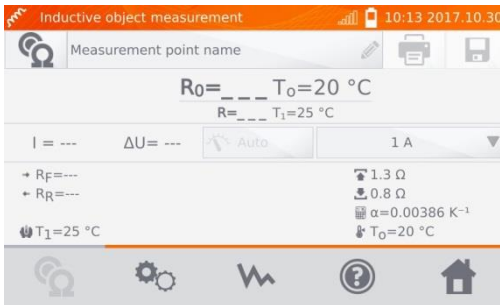 Inductive object measurement 10:13 2017.10.30
Measurement point name
R₀=_ _ _ T₀=20 °C
R=_ _ _ T₁=25 °C
I = --- ΔU= --- Auto 1 A
→ RF=--- 1.3 Ω
← RR=--- 0.8 Ω
α=0.00386 K⁻¹
T₁=25 °C T₀=20 °C